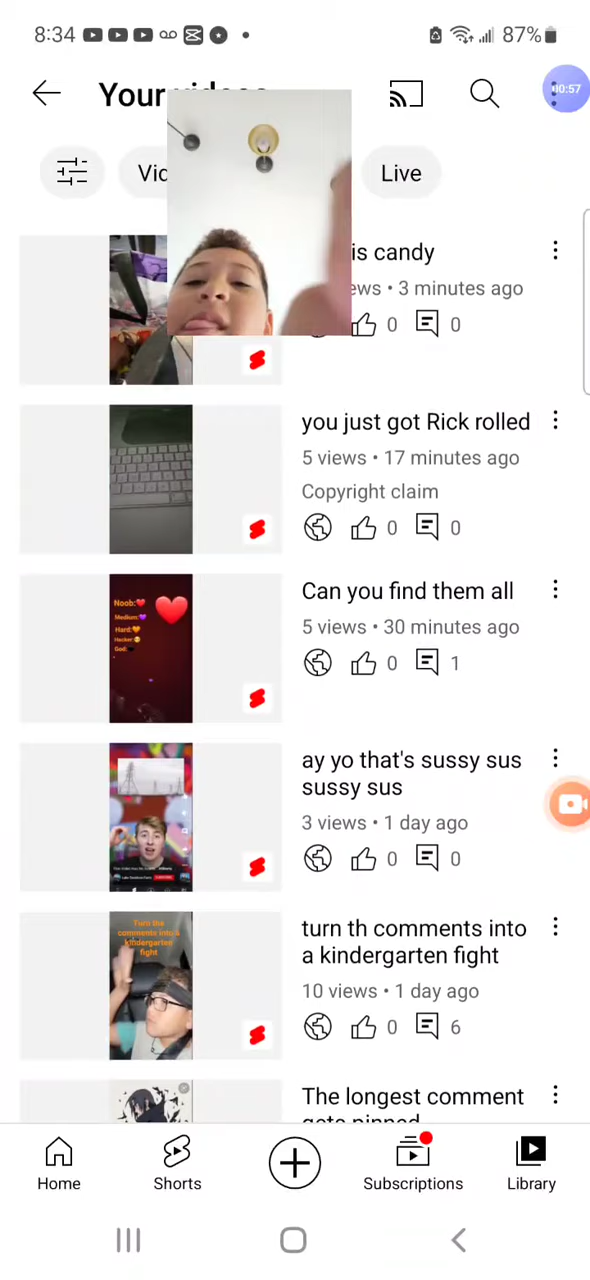 8:34
87%
Your videos
00:57
Live
is candy
ews • 3 minutes ago
0
0
you just got Rick rolled
5 views • 17 minutes ago
Copyright claim
0
0
Noob:❤️
Medium:💜
Hard:🧡
Hacker:
God:
Can you find them all
5 views • 30 minutes ago
0
1
ay yo that's sussy sus
sussy sus
3 views • 1 day ago
0
0
Turn the
comments into a
kindergarten
fight
turn th comments into
a kindergarten fight
10 views • 1 day ago
0
6
The longest comment
gets pinned
Home
Shorts
Subscriptions
Library